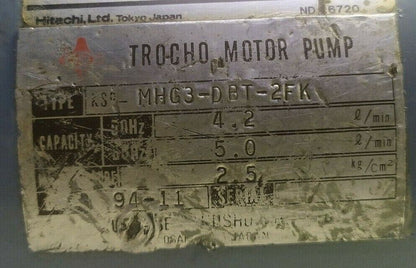 Hitachi, Ltd. Tokyo Japan
TROCHO MOTOR PUMP
TYPE MHG3-DBT-2FK
CAPACITY 50Hz 4.2 ℓ/min
5.0 ℓ/min
2.5 kg/cm²
94-11
JAPAN